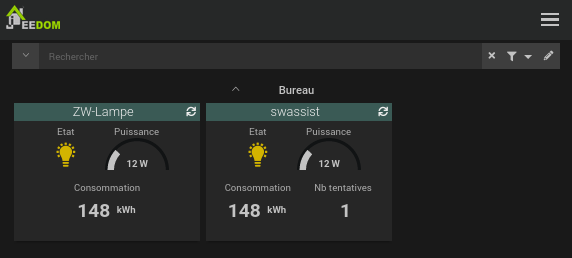 EEDOM
Rechercher
Bureau
ZW-Lampe
Etat Puissance
12 W
Consommation
148 kWh
swassist
Etat Puissance
12 W
Consommation Nb tentatives
148 kWh 1